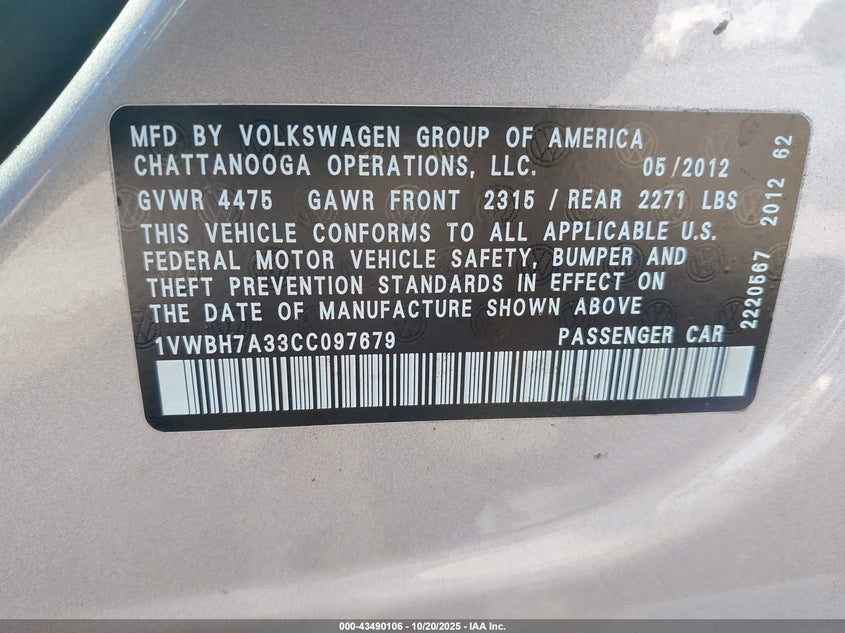 MFD BY VOLKSWAGEN GROUP OF AMERICA
CHATTANOOGA OPERATIONS, LLC. 05/2012
GVWR 4475 GAWR FRONT 2315 / REAR 2271 LBS
THIS VEHICLE CONFORMS TO ALL APPLICABLE U.S.
FEDERAL MOTOR VEHICLE SAFETY, BUMPER AND
THEFT PREVENTION STANDARDS IN EFFECT ON
THE DATE OF MANUFACTURE SHOWN ABOVE
1VWBH7A33CC097679 PASSENGER CAR
2220567 2012 62
000-43490106 - 10/20/2025 - IAA Inc.